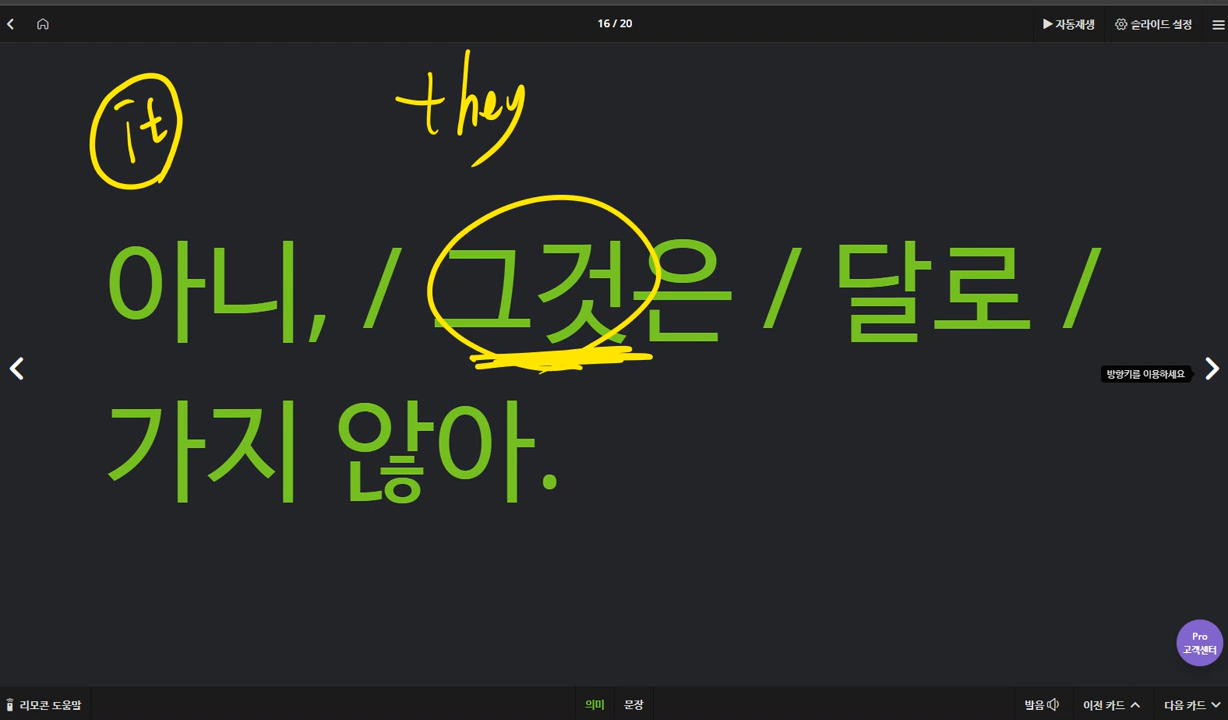 16 / 20
자동재생
슬라이드 설정
it
they
아니, / 그것은 / 달로 /
가지 않아.
방향키를 이용하세요
Pro
고객센터
리모콘 도움말
의미
문장
발음
이전 카드
다음 카드